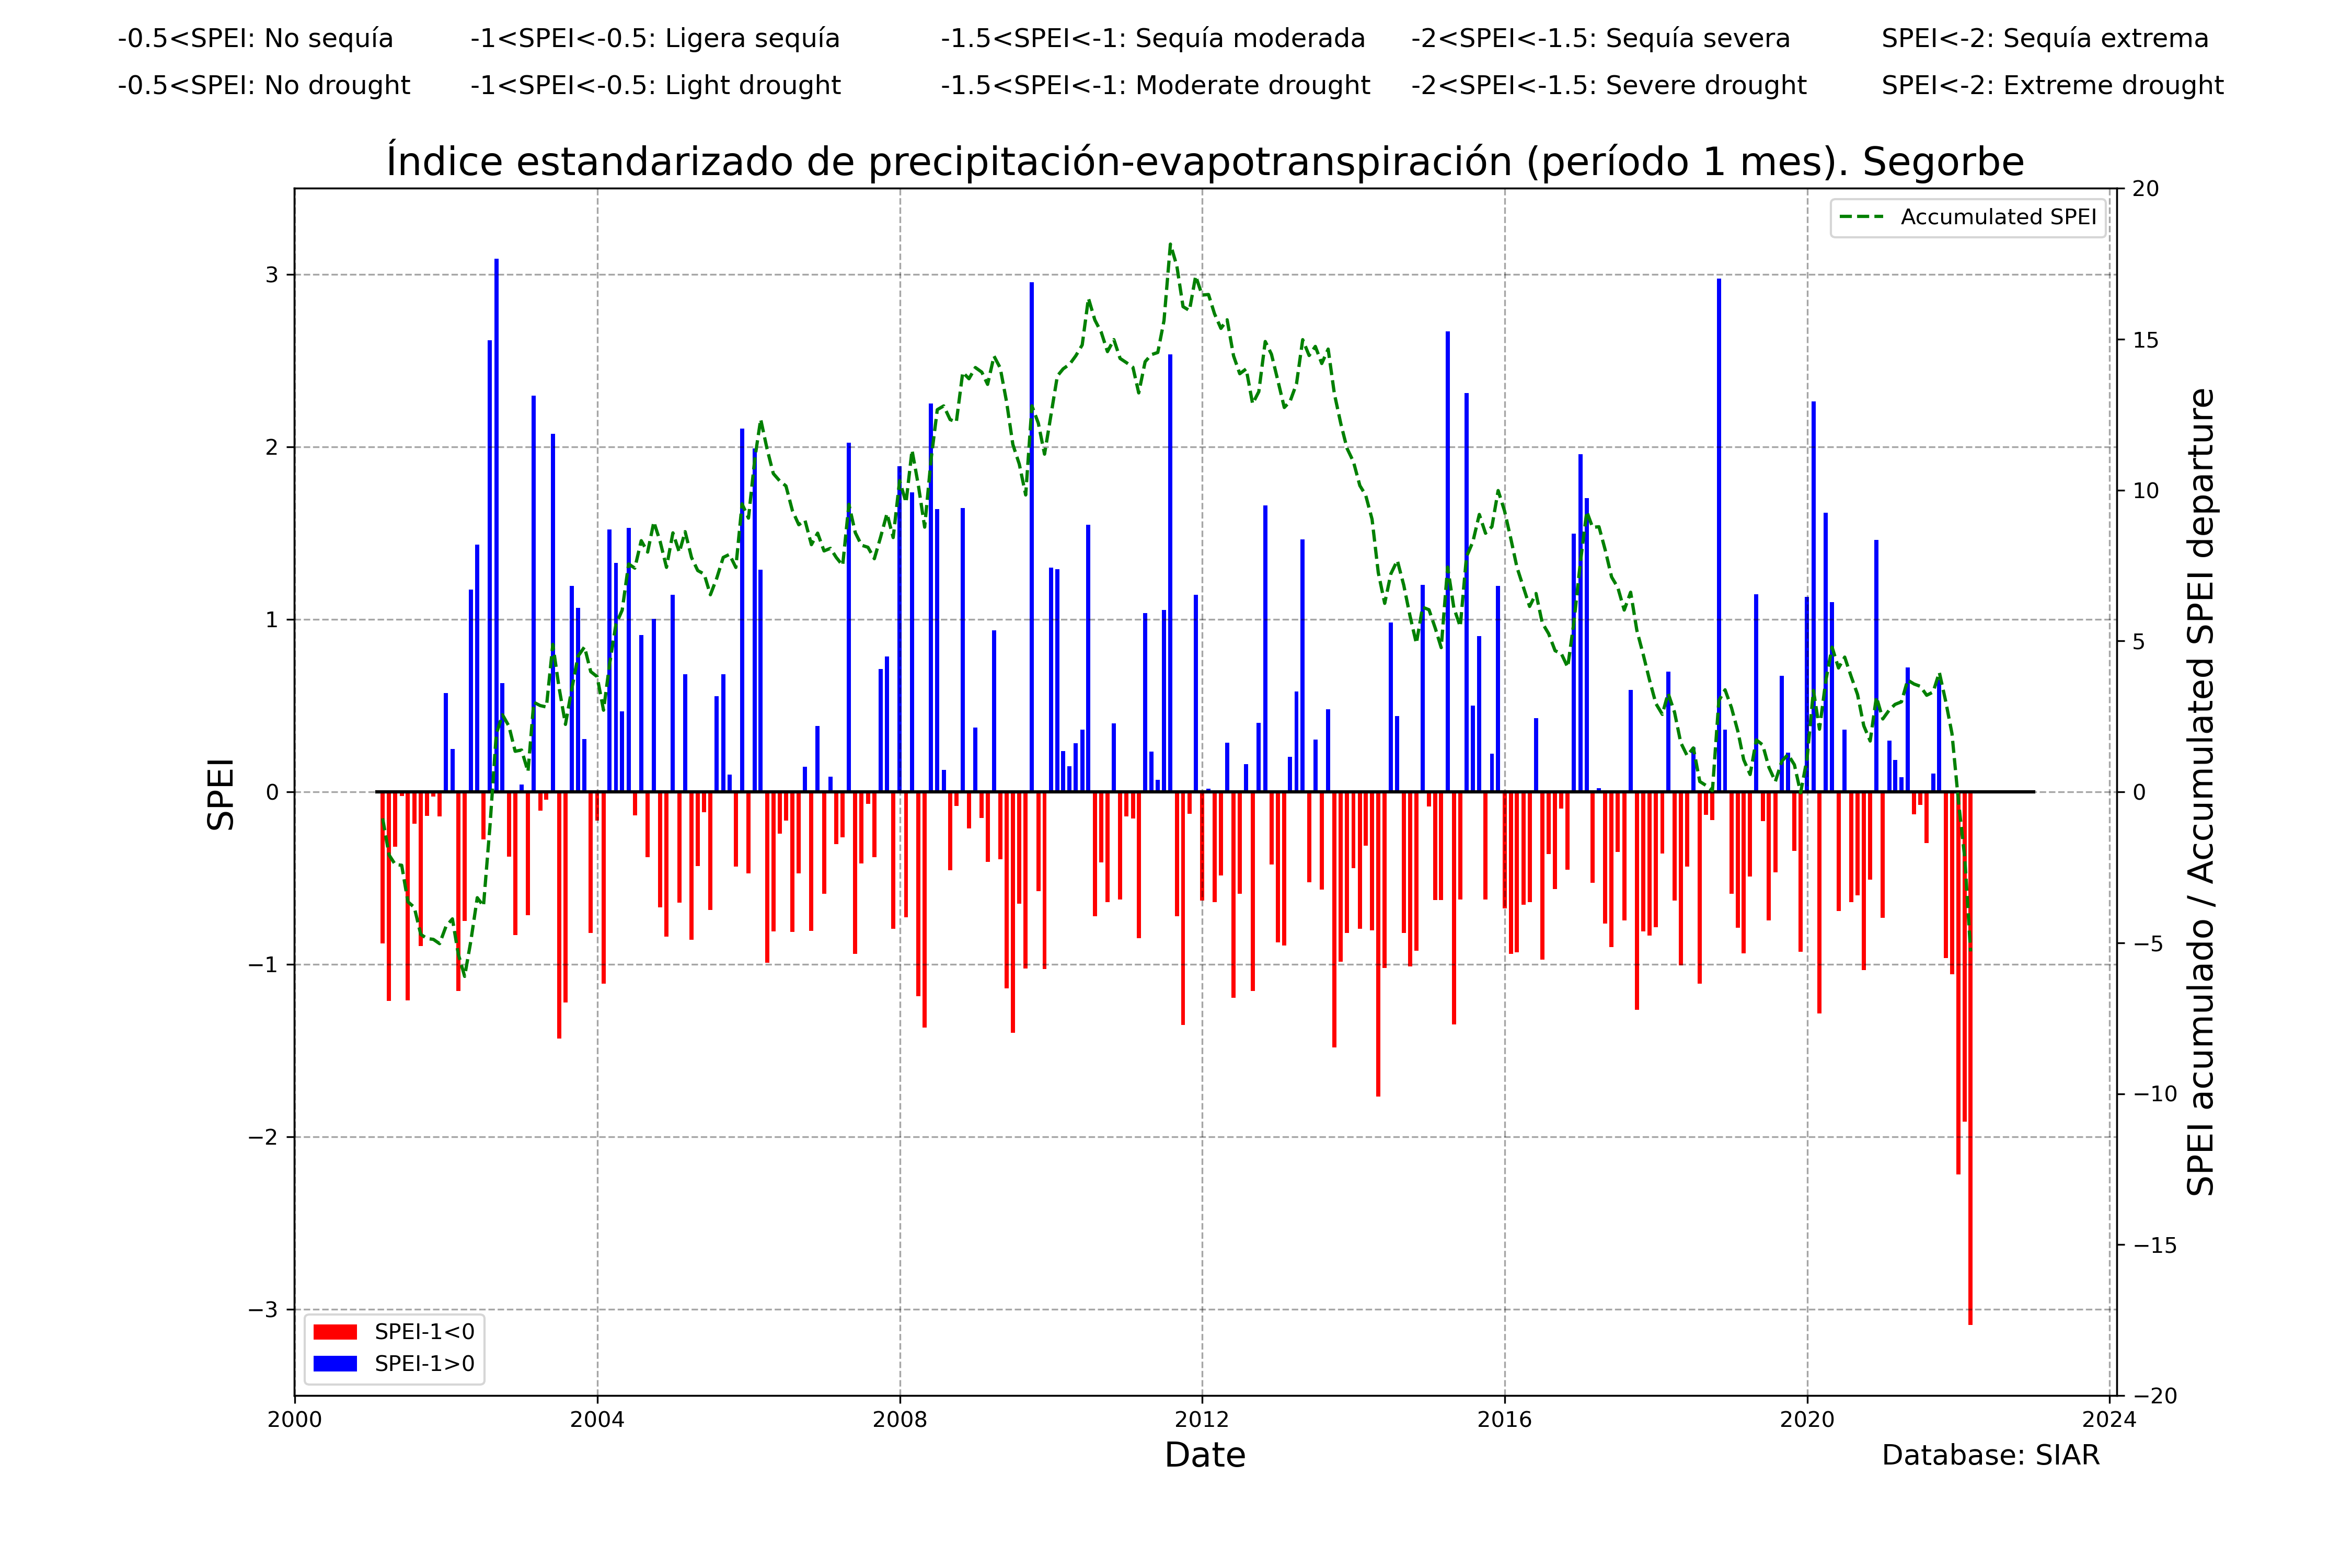 -0.5<SPEI: No sequía -1<SPEI<-0.5: Ligera sequía -1.5<SPEI<-1: Sequía moderada -2<SPEI<-1.5: Sequía severa SPEI<-2: Sequía extrema
-0.5<SPEI: No drought -1<SPEI<-0.5: Light drought -1.5<SPEI<-1: Moderate drought -2<SPEI<-1.5: Severe drought SPEI<-2: Extreme drought
Índice estandarizado de precipitación-evapotranspiración (período 1 mes). Segorbe
Accumulated SPEI
SPEI
3
2
1
0
−1
−2
−3
20
15
10
5
0
−5
−10
−15
−20
SPEI acumulado / Accumulated SPEI departure
SPEI-1<0
SPEI-1>0
2000 2004 2008 2012 2016 2020 2024
Date
Database: SIAR